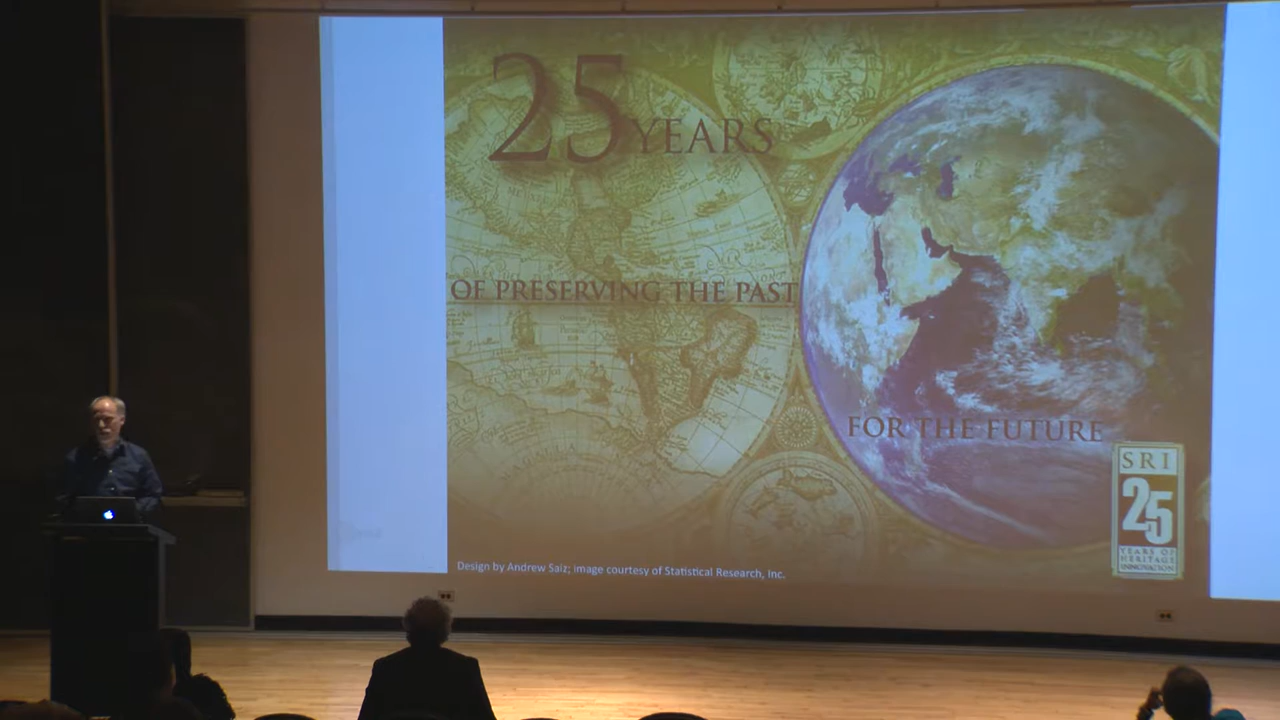 25 YEARS
OF PRESERVING THE PAST
FOR THE FUTURE
SRI
25
YEARS OF
HERITAGE
INNOVATION
Design by Andrew Saiz; image courtesy of Statistical Research, Inc.